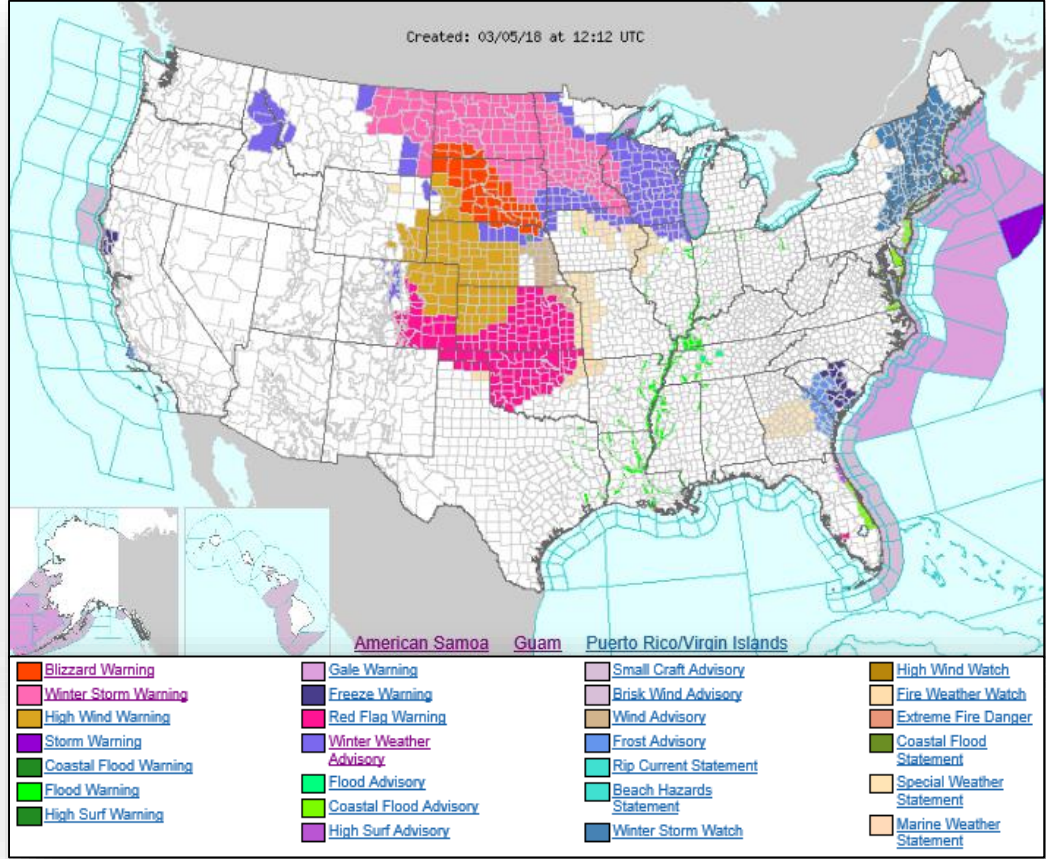 Created: 03/05/18 at 12:12 UTC
American Samoa Guam Puerto Rico/Virgin Islands
Blizzard Warning
Winter Storm Warning
High Wind Warning
Storm Warning
Coastal Flood Warning
Flood Warning
High Surf Warning
Gale Warning
Freeze Warning
Red Flag Warning
Winter Weather
Advisory
Flood Advisory
Coastal Flood Advisory
High Surf Advisory
Small Craft Advisory
Brisk Wind Advisory
Wind Advisory
Frost Advisory
Rip Current Statement
Beach Hazards
Statement
Winter Storm Watch
High Wind Watch
Fire Weather Watch
Extreme Fire Danger
Coastal Flood
Statement
Special Weather
Statement
Marine Weather
Statement